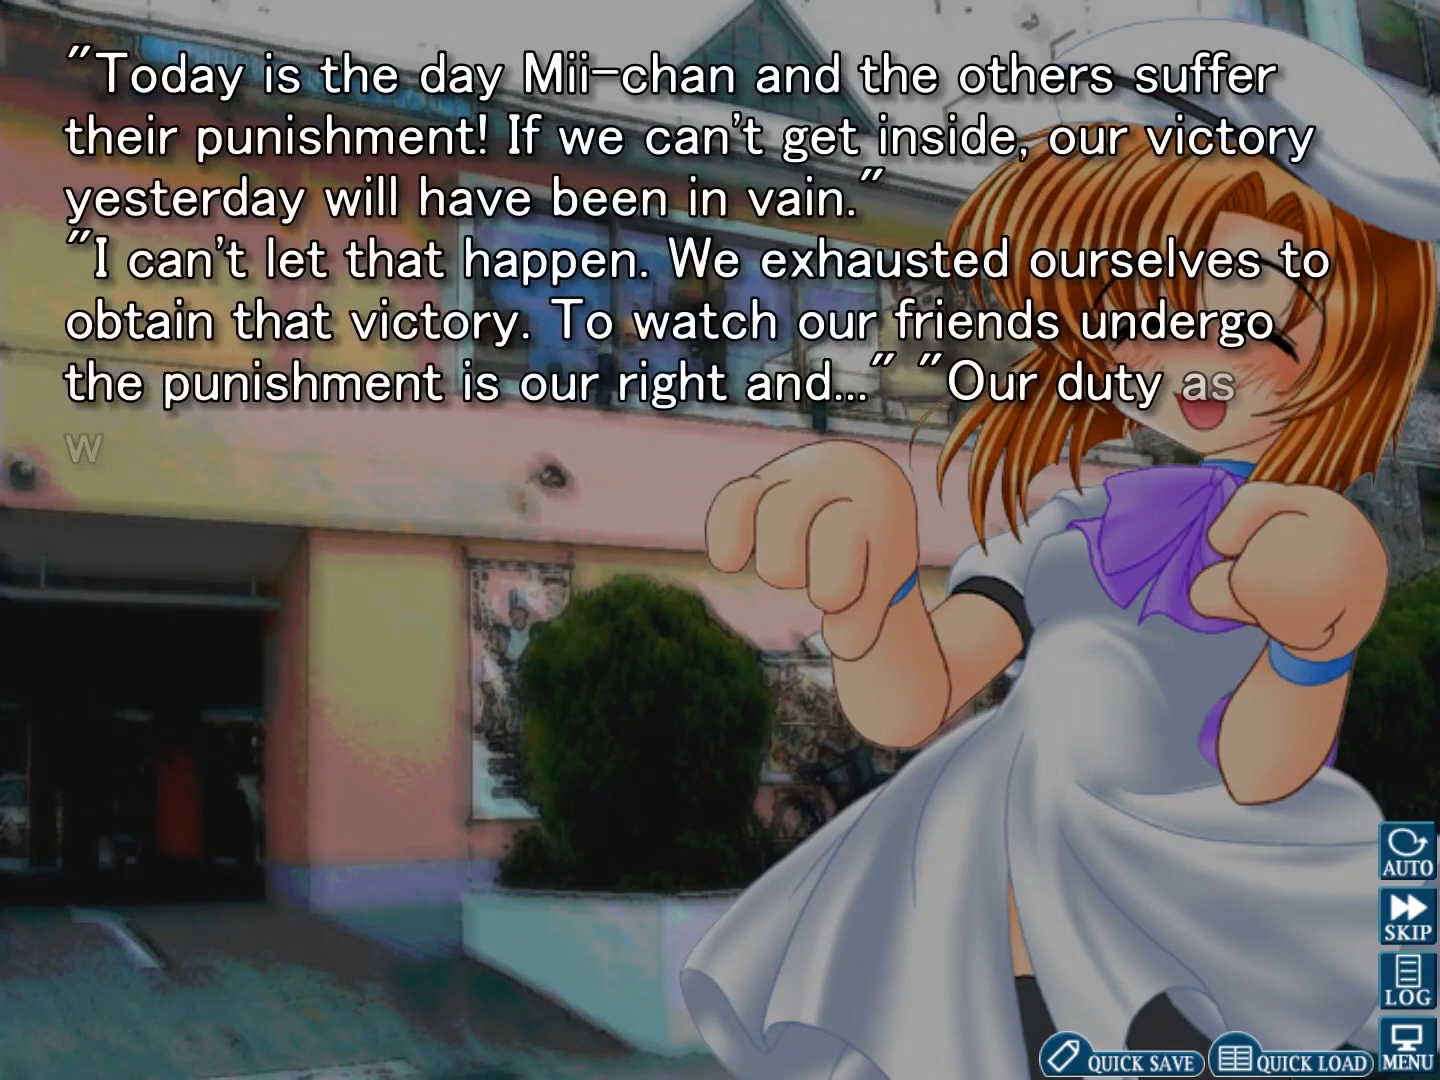 "Today is the day Mii-chan and the others suffer
their punishment! If we can't get inside, our victory
yesterday will have been in vain."
"I can't let that happen. We exhausted ourselves to
obtain that victory. To watch our friends undergo
the punishment is our right and..." "Our duty as
w
AUTO
SKIP
LOG
MENU
QUICK SAVE
QUICK LOAD